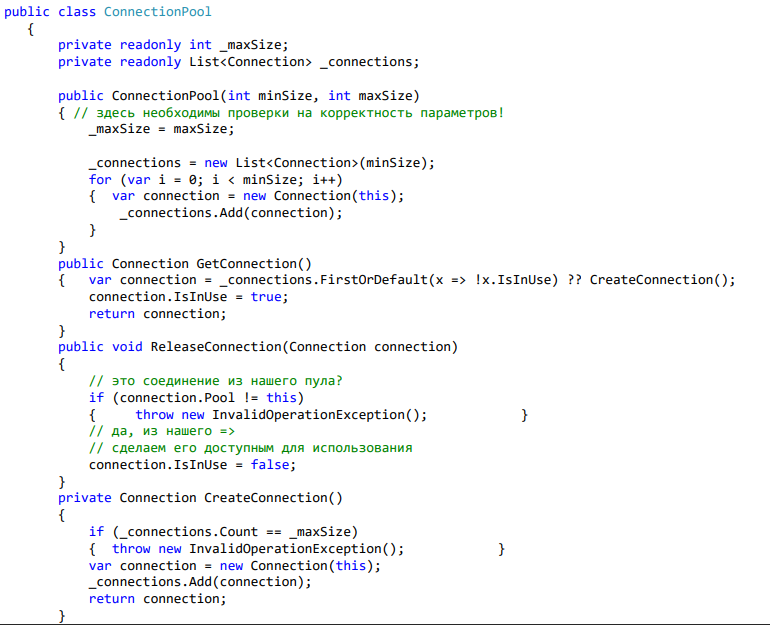 public class ConnectionPool
{
private readonly int _maxSize;
private readonly List<Connection> _connections;
public ConnectionPool(int minSize, int maxSize)
{ // здесь необходимы проверки на корректность параметров!
_maxSize = maxSize;
_connections = new List<Connection>(minSize);
for (var i = 0; i < minSize; i++)
{ var connection = new Connection(this);
_connections.Add(connection);
}
}
public Connection GetConnection()
{ var connection = _connections.FirstOrDefault(x => !x.IsInUse) ?? CreateConnection();
connection.IsInUse = true;
return connection;
}
public void ReleaseConnection(Connection connection)
{
// это соединение из нашего пула?
if (connection.Pool != this)
{ throw new InvalidOperationException(); }
// да, из нашего =>
// сделаем его доступным для использования
connection.IsInUse = false;
}
private Connection CreateConnection()
{
if (_connections.Count == _maxSize)
{ throw new InvalidOperationException(); }
var connection = new Connection(this);
_connections.Add(connection);
return connection;
}